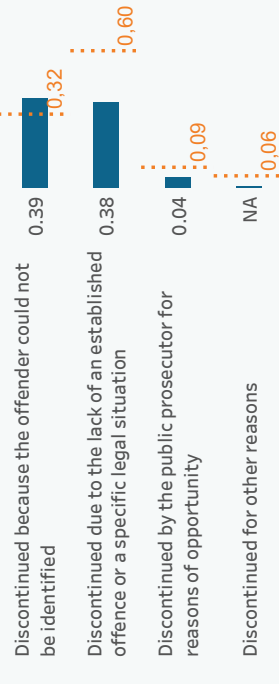 Discontinued because the offender could not
be identified
0.39
0,32
Discontinued due to the lack of an established
offence or a specific legal situation
0.38
0,60
Discontinued by the public prosecutor for
reasons of opportunity
0.04
0,09
Discontinued for other reasons
NA
0,06